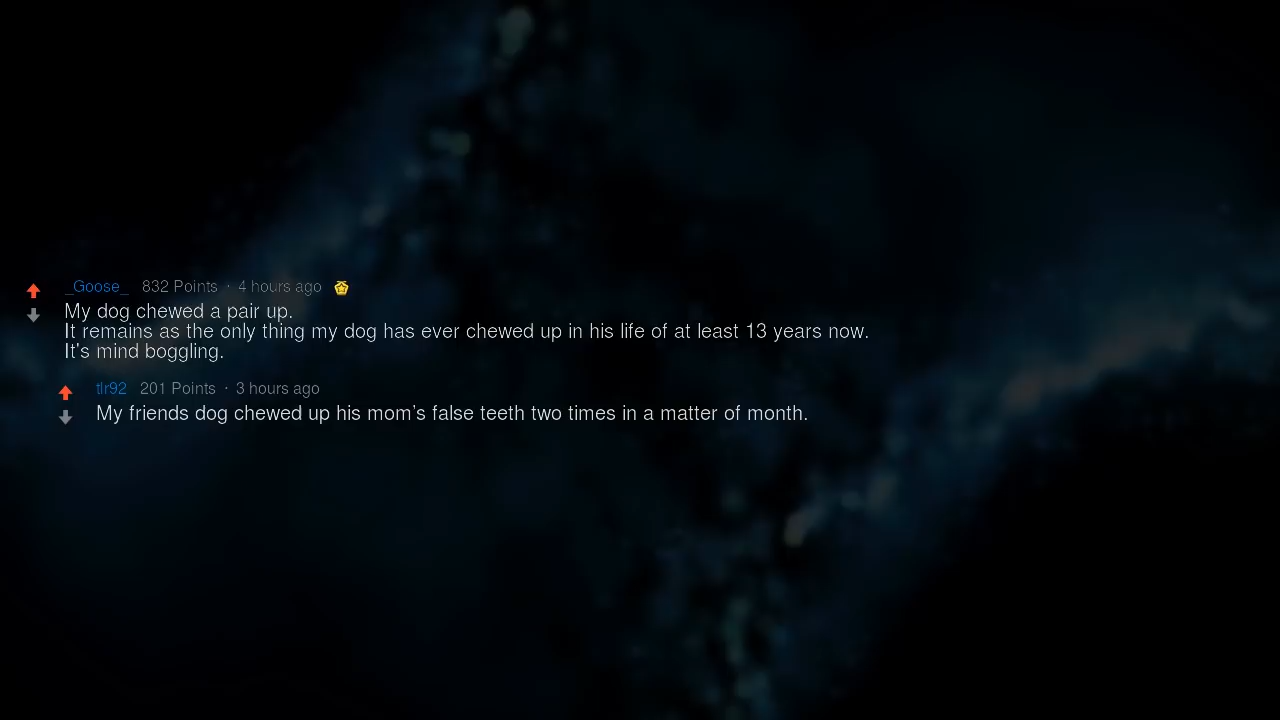 _Goose_ 832 Points · 4 hours ago
My dog chewed a pair up.
It remains as the only thing my dog has ever chewed up in his life of at least 13 years now.
It's mind boggling.
tlr92 201 Points · 3 hours ago
My friends dog chewed up his mom's false teeth two times in a matter of month.